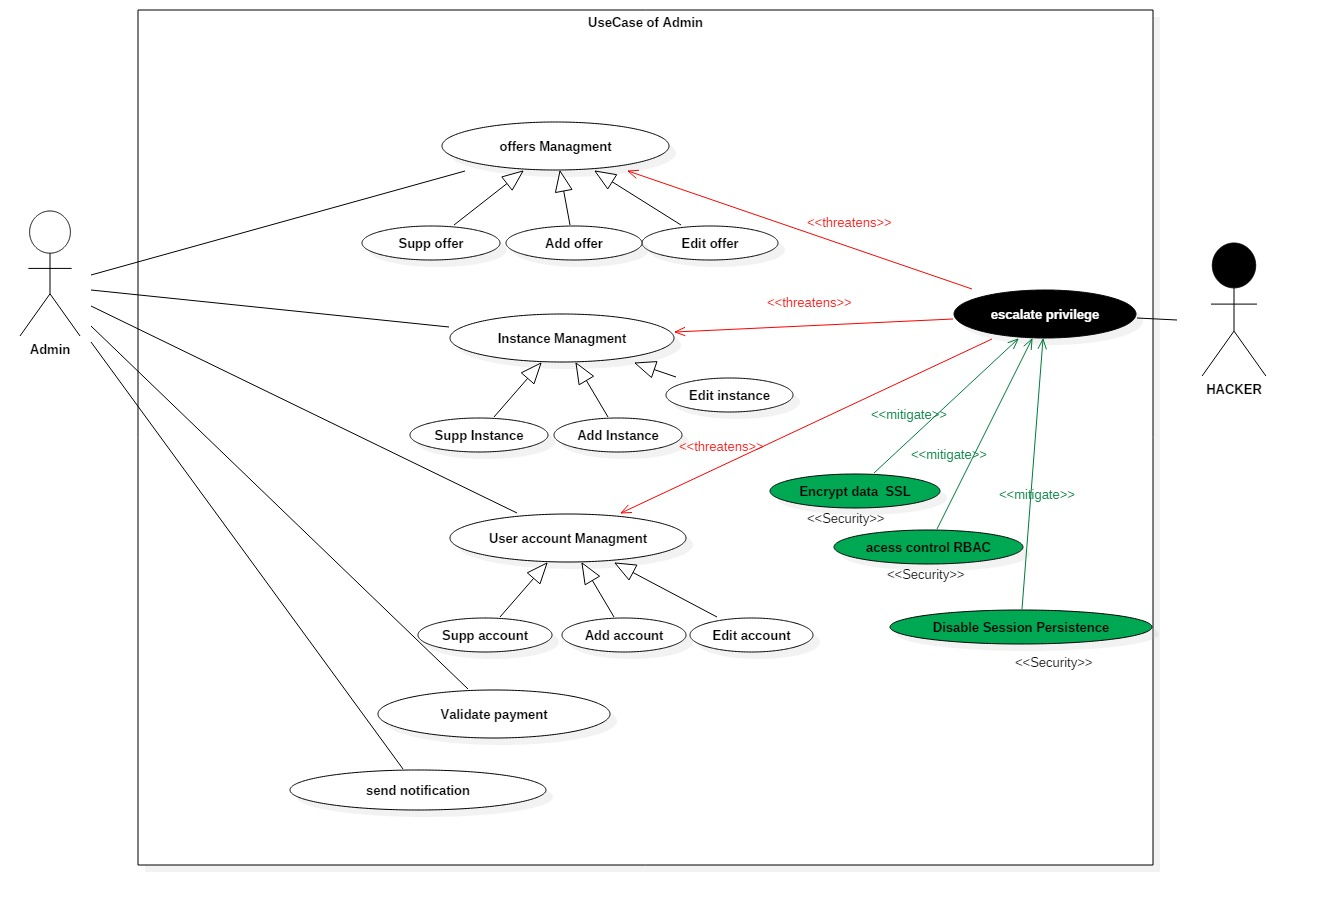 UseCase of Admin
offers Managment
Supp offer
Add offer
Edit offer
<<threatens>>
Admin
<<threatens>>
escalate privilege
HACKER
Instance Managment
Edit instance
Supp Instance
Add Instance
<<threatens>>
<<mitigate>>
<<mitigate>>
<<mitigate>>
Encrypt data  SSL
<<Security>>
User account Managment
acess control RBAC
<<Security>>
Supp account
Add account
Edit account
Disable Session Persistence
<<Security>>
Validate payment
send notification